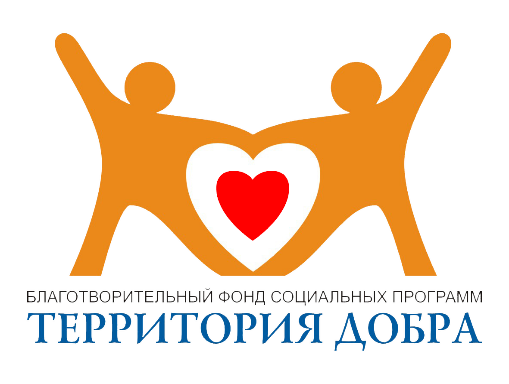 БЛАГОТВОРИТЕЛЬНЫЙ ФОНД СОЦИАЛЬНЫХ ПРОГРАММ
ТЕРРИТОРИЯ ДОБРА